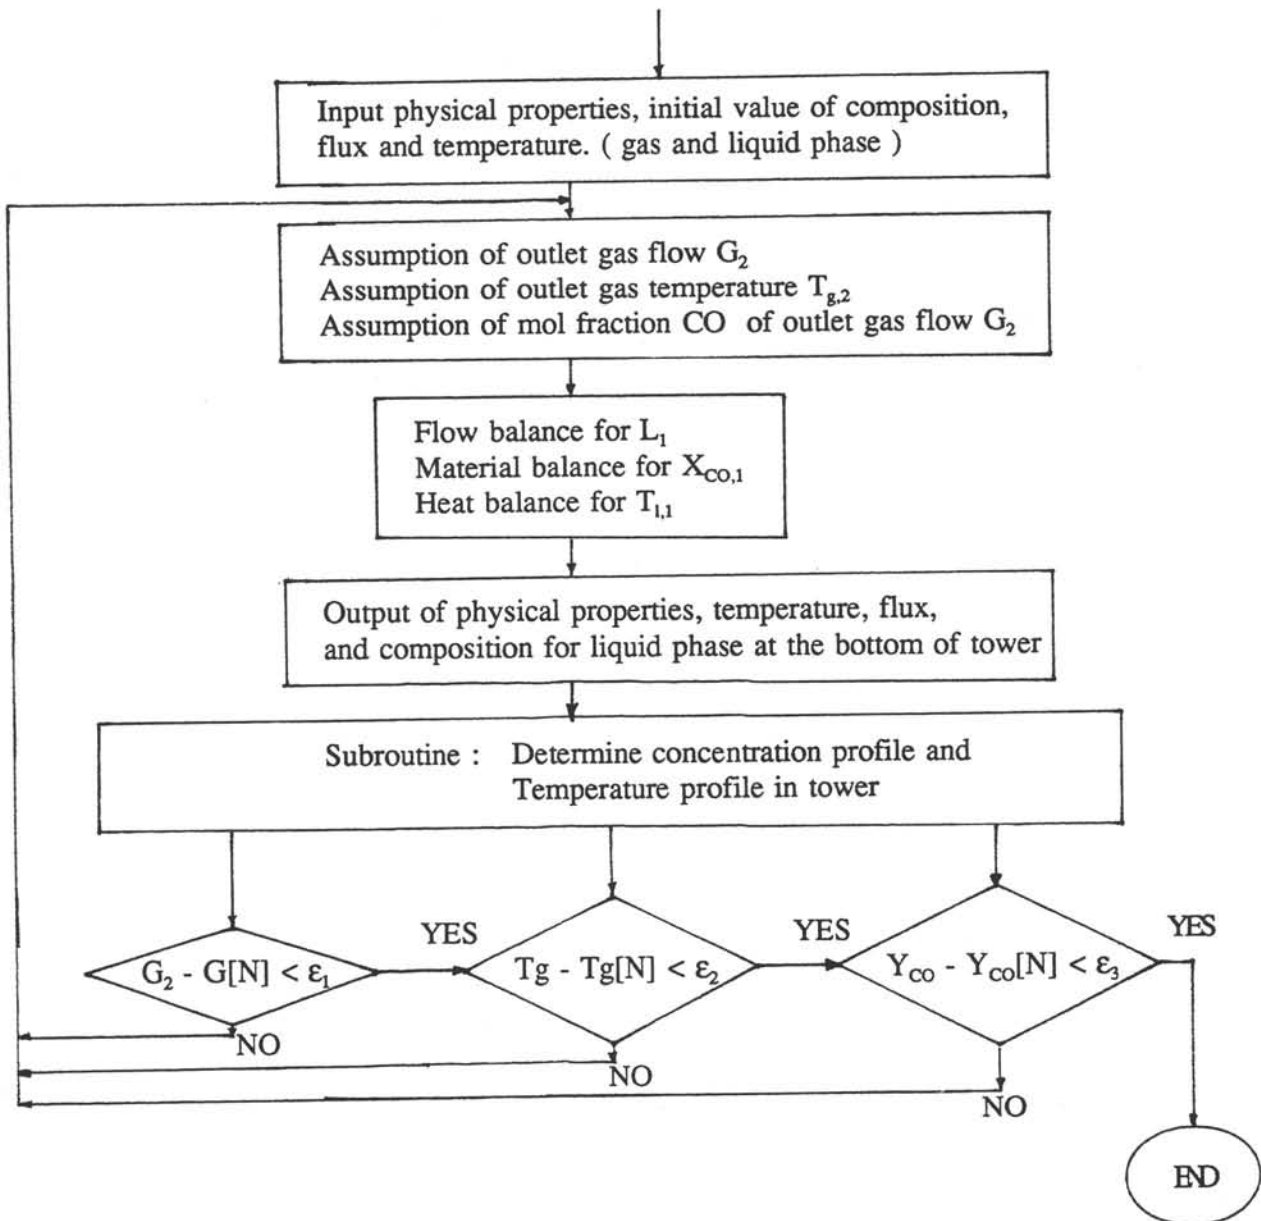 Input physical properties, initial value of composition,
flux and temperature. ( gas and liquid phase )
Assumption of outlet gas flow G₂
Assumption of outlet gas temperature T_g,2
Assumption of mol fraction CO of outlet gas flow G₂
Flow balance for L₁
Material balance for X_CO,1
Heat balance for T_l,1
Output of physical properties, temperature, flux,
and composition for liquid phase at the bottom of tower
Subroutine : Determine concentration profile and
Temperature profile in tower
YES
YES
YES
G₂ - G[N] < ε₁
Tg - Tg[N] < ε₂
Y_CO - Y_CO[N] < ε₃
NO
NO
NO
END